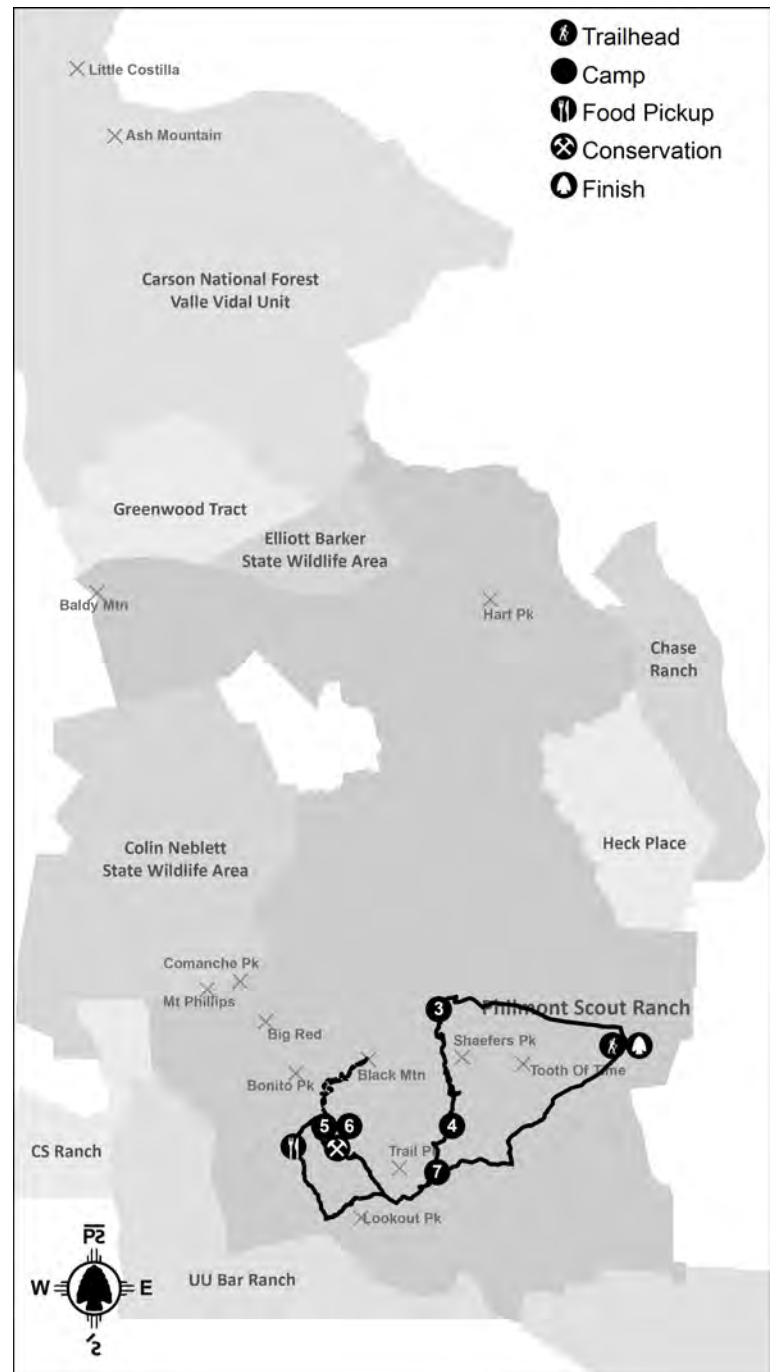 Trailhead
Camp
Food Pickup
Conservation
Finish
Little Costilla
Ash Mountain
Carson National Forest
Valle Vidal Unit
Greenwood Tract
Elliott Barker
State Wildlife Area
Baldy Mtn
Hart Pk
Chase
Ranch
Heck Place
Colin Neblett
State Wildlife Area
Comanche Pk
Mt Phillips
Big Red
Bonito Pk
Black Mtn
3
Philmont Scout Ranch
Shaefers Pk
Tooth Of Time
5
6
4
7
Trail P
Lookout Pk
CS Ranch
UU Bar Ranch
W
E